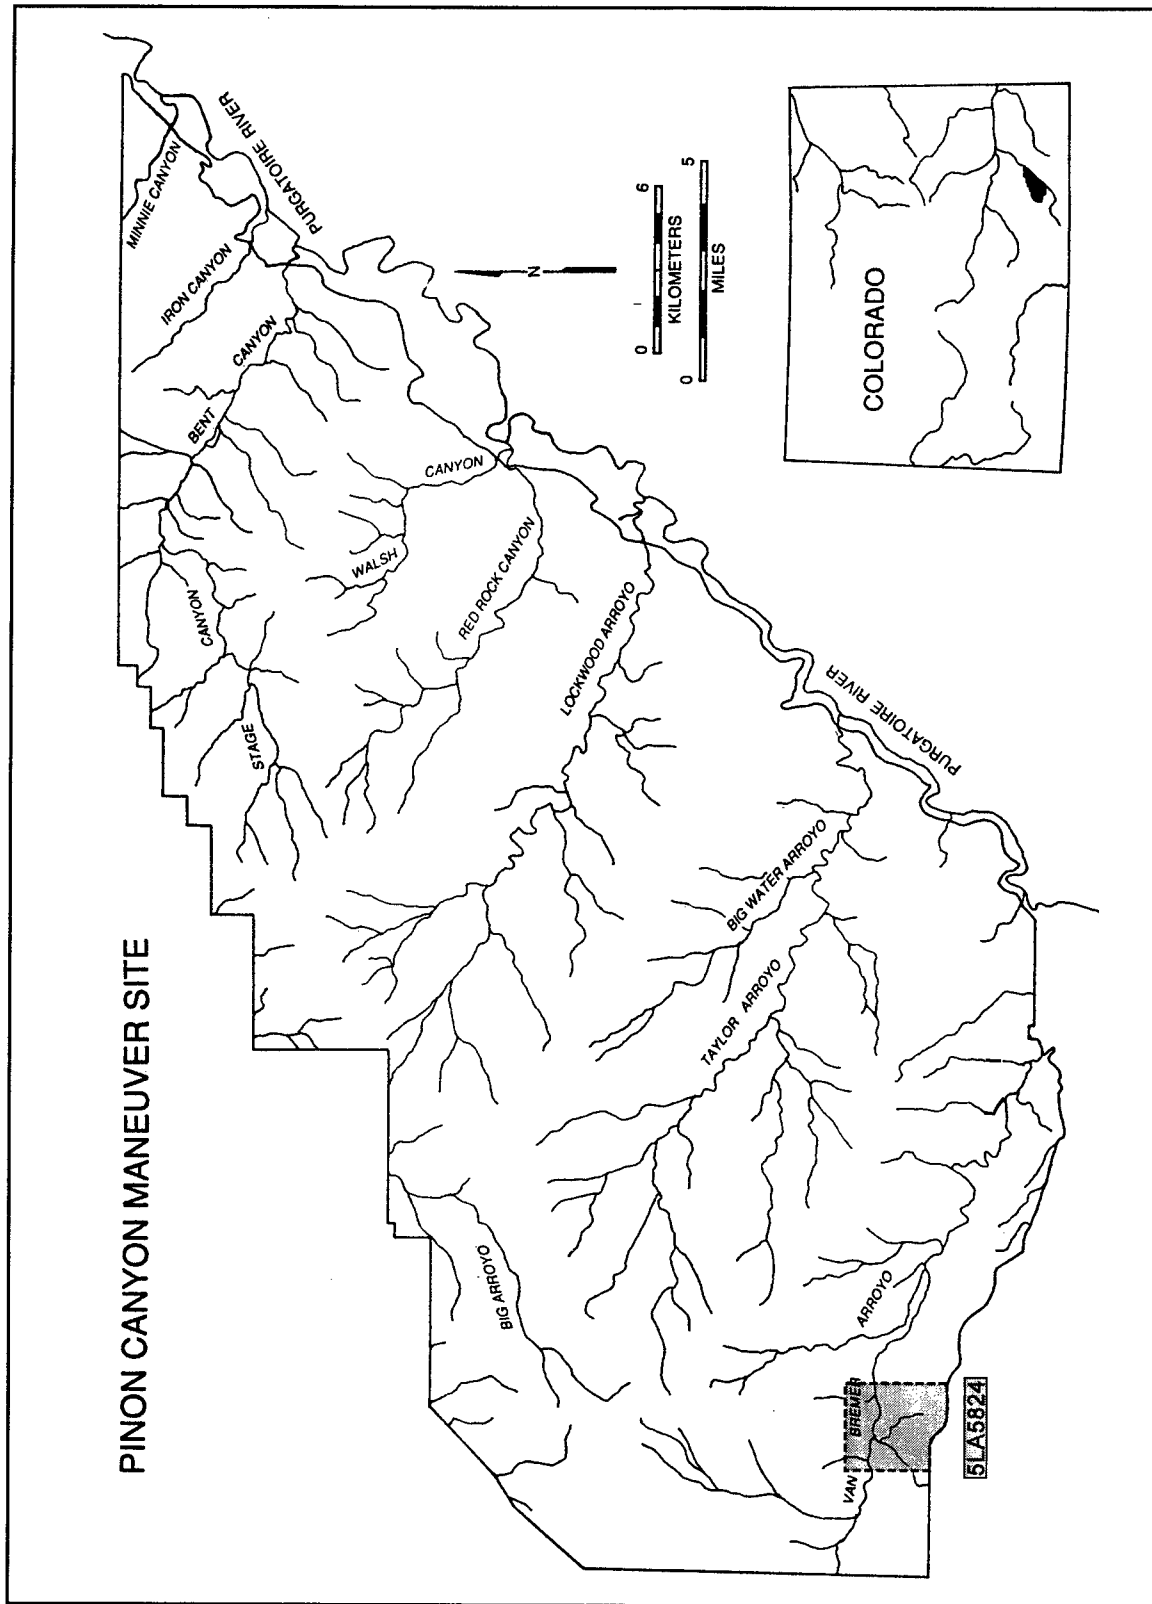 PINON CANYON MANEUVER SITE
MINNIE CANYON
PURGATOIRE RIVER
IRON CANYON
BENT CANYON
STAGE CANYON
WALSH CANYON
RED ROCK CANYON
LOCKWOOD ARROYO
BIG WATER ARROYO
TAYLOR ARROYO
PURGATOIRE RIVER
BIG ARROYO
VAN BREMER ARROYO
5LA5824
N
0 6
KILOMETERS
MILES
0 5
COLORADO